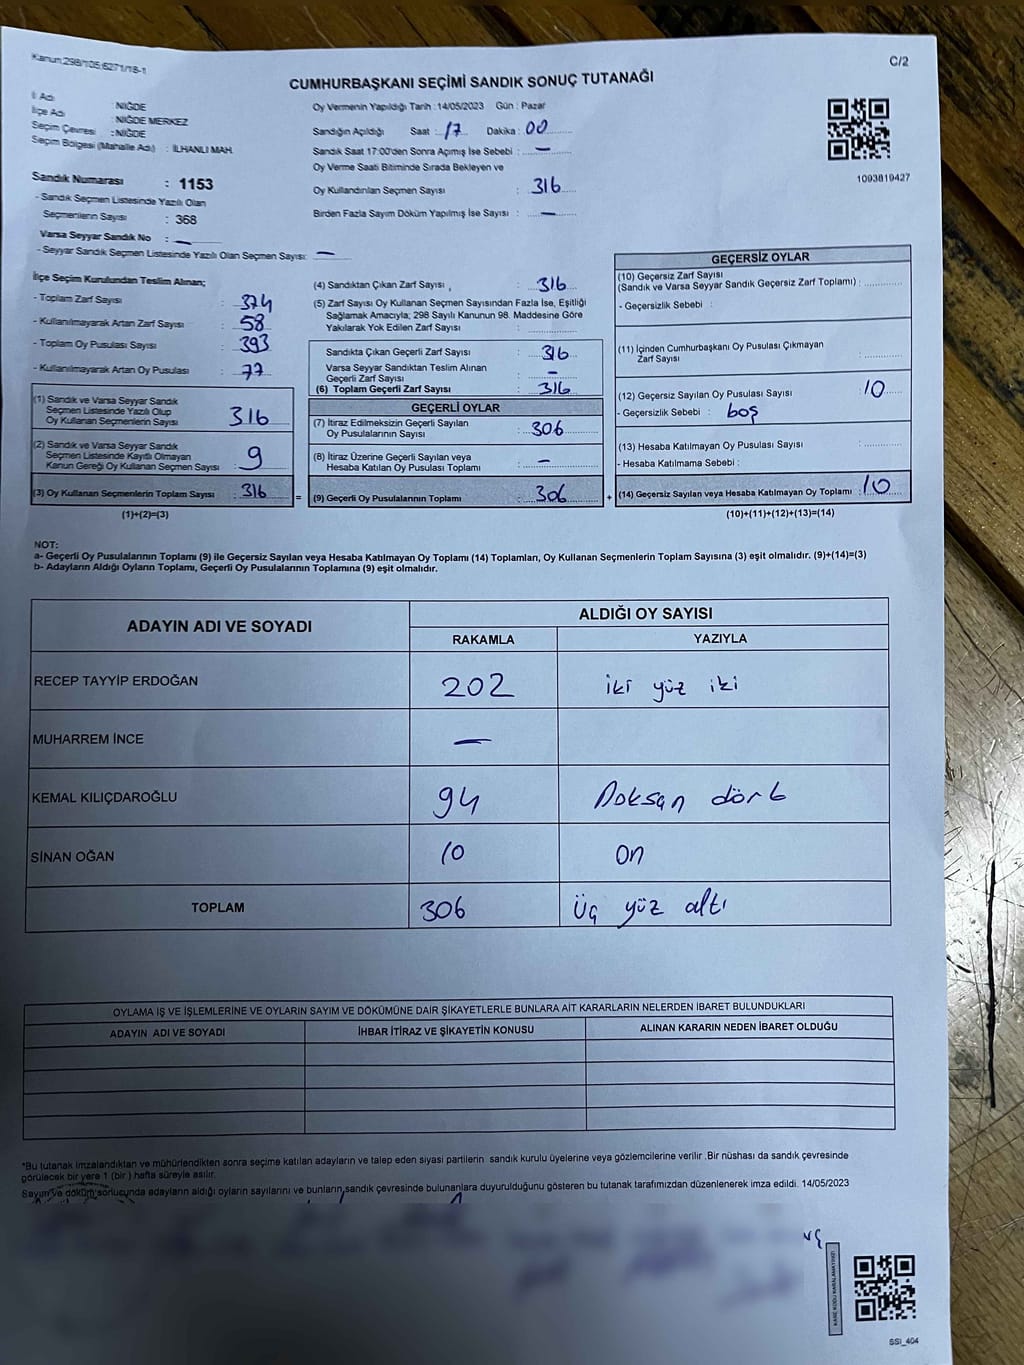 Kanun:298/105;6271/18-1
C/2
CUMHURBAŞKANI SEÇİMİ SANDIK SONUÇ TUTANAĞI
İl Adı : NİĞDE
İlçe Adı : NİĞDE MERKEZ
Seçim Çevresi : NİĞDE
Seçim Bölgesi (Mahalle Adı) : İLHANLI MAH.
Sandık Numarası : 1153
- Sandık Seçmen Listesinde Yazılı Olan
Seçmenlerin Sayısı : 368
Varsa Seyyar Sandık No : —
- Seyyar Sandık Seçmen Listesinde Yazılı Olan Seçmen Sayısı: —
Oy Vermenin Yapıldığı Tarih :14/05/2023 Gün : Pazar
Sandığın Açıldığı Saat : 17 Dakika : 00
Sandık Saat 17:00'den Sonra Açmış İse Sebebi : —
Oy Verme Saati Bitiminde Sırada Bekleyen ve
Oy Kullandırılan Seçmen Sayısı : 316
Birden Fazla Sayım Döküm Yapılmış İse Sayısı : —
1093819427
İlçe Seçim Kurulundan Teslim Alınan;
- Toplam Zarf Sayısı : 374
- Kullanılmayarak Artan Zarf Sayısı : 58
- Toplam Oy Pusulası Sayısı : 393
- Kullanılmayarak Artan Oy Pusulası : 77
(1) Sandık ve Varsa Seyyar Sandık
Seçmen Listesinde Yazılı Olup
Oy Kullanan Seçmenlerin Sayısı : 316
(2) Sandık ve Varsa Seyyar Sandık
Seçmen Listesinde Kayıtlı Olmayan
Kanun Gereği Oy Kullanan Seçmen Sayısı : 9
(3) Oy Kullanan Seçmenlerin Toplam Sayısı : 316
(1)+(2)=(3)
(4) Sandıktan Çıkan Zarf Sayısı : 316
(5) Zarf Sayısı Oy Kullanan Seçmen Sayısından Fazla İse, Eşitliği
Sağlamak Amacıyla; 298 Sayılı Kanunun 98. Maddesine Göre
Yakılarak Yok Edilen Zarf Sayısı :
Sandıkta Çıkan Geçerli Zarf Sayısı : 316
Varsa Seyyar Sandıktan Teslim Alınan
Geçerli Zarf Sayısı : —
(6) Toplam Geçerli Zarf Sayısı : 316
GEÇERLİ OYLAR
(7) İtiraz Edilmeksizin Geçerli Sayılan
Oy Pusulalarının Sayısı : 306
(8) İtiraz Üzerine Geçerli Sayılan veya
Hesaba Katılan Oy Pusulası Toplamı : —
= (9) Geçerli Oy Pusulalarının Toplamı : 306 +
GEÇERSİZ OYLAR
(10) Geçersiz Zarf Sayısı
(Sandık ve Varsa Seyyar Sandık Geçersiz Zarf Toplamı) :
- Geçersizlik Sebebi :
(11) İçinden Cumhurbaşkanı Oy Pusulası Çıkmayan
Zarf Sayısı :
(12) Geçersiz Sayılan Oy Pusulası Sayısı : 10
- Geçersizlik Sebebi : boş
(13) Hesaba Katılmayan Oy Pusulası Sayısı :
- Hesaba Katılmama Sebebi :
(14) Geçersiz Sayılan veya Hesaba Katılmayan Oy Toplamı : 10
(10)+(11)+(12)+(13)=(14)
NOT:
a- Geçerli Oy Pusulalarının Toplamı (9) ile Geçersiz Sayılan veya Hesaba Katılmayan Oy Toplamı (14) Toplamları, Oy Kullanan Seçmenlerin Toplam Sayısına (3) eşit olmalıdır. (9)+(14)=(3)
b- Adayların Aldığı Oyların Toplamı, Geçerli Oy Pusulalarının Toplamına (9) eşit olmalıdır.
ADAYIN ADI VE SOYADI ALDIĞI OY SAYISI
RAKAMLA YAZIYLA
RECEP TAYYİP ERDOĞAN 202 iki yüz iki
MUHARREM İNCE —
KEMAL KILIÇDAROĞLU 94 Doksan dört
SİNAN OĞAN 10 on
TOPLAM 306 üç yüz altı
OYLAMA İŞ VE İŞLEMLERİNE VE OYLARIN SAYIM VE DÖKÜMÜNE DAİR ŞİKAYETLERLE BUNLARA AİT KARARLARIN NELERDEN İBARET BULUNDUKLARI
ADAYIN ADI VE SOYADI İHBAR İTİRAZ VE ŞİKAYETİN KONUSU ALINAN KARARIN NEDEN İBARET OLDUĞU
*Bu tutanak imzalandıktan ve mühürlendikten sonra seçime katılan adayların ve talep eden siyasi partilerin sandık kurulu üyelerine veya gözlemcilerine verilir .Bir nüshası da sandık çevresinde
görülecek bir yere 1 (bir ) hafta süreyle asılır.
Sayım ve döküm sonucunda adayların aldığı oyların sayılarını ve bunların sandık çevresinde bulunanlara duyurulduğunu gösteren bu tutanak tarafımızdan düzenlenerek imza edildi. 14/05/2023
KARE KODU KARALAMAYINIZ!
SSİ_404